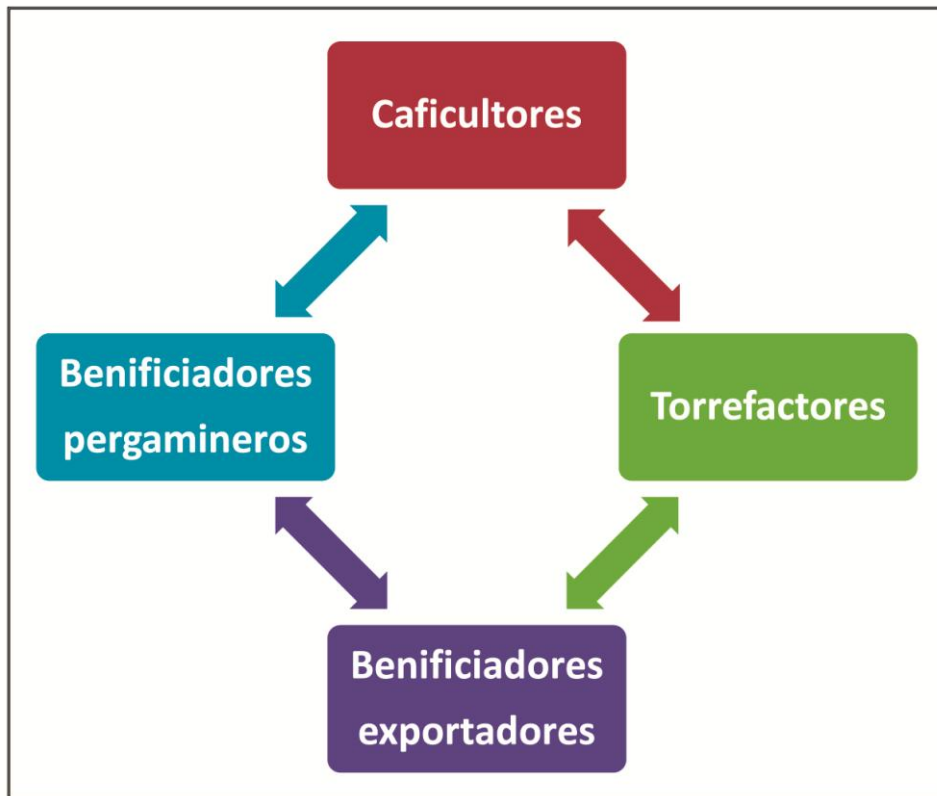 Caficultores
Benificiadores
pergamineros
Torrefactores
Benificiadores
exportadores